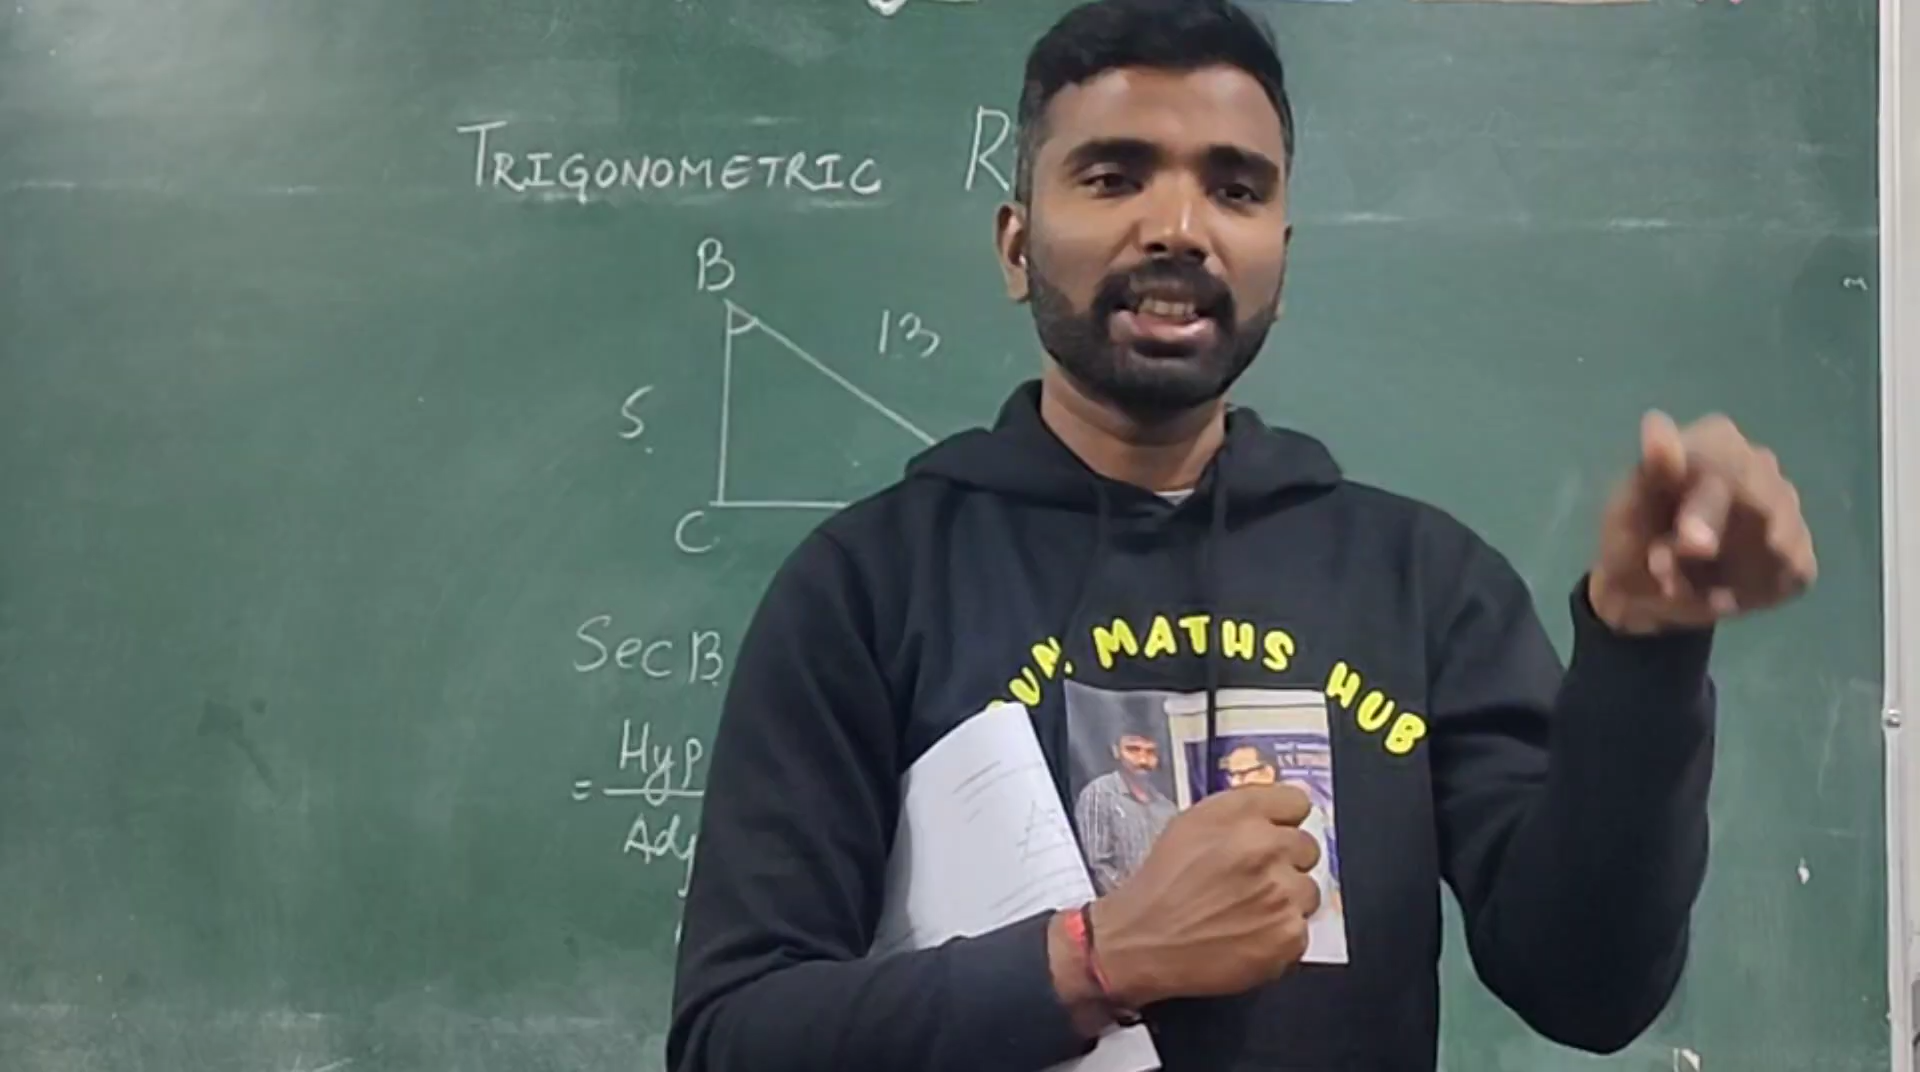 TRIGONOMETRIC R
B
13
5
C
Sec B
= Hyp
Adj
MATHS HUB